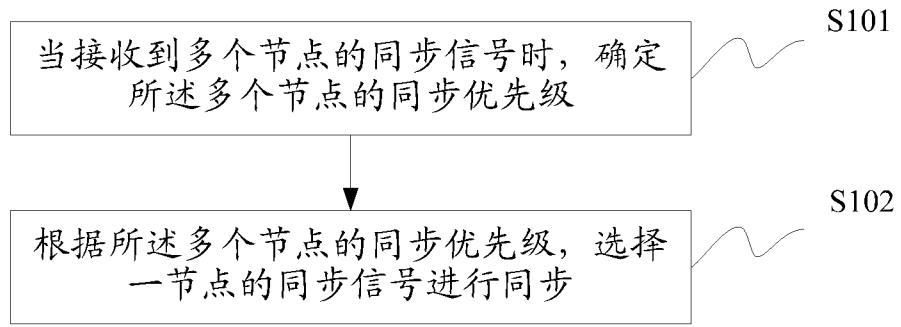 S101
当接收到多个节点的同步信号时，确定
所述多个节点的同步优先级
S102
根据所述多个节点的同步优先级，选择
一节点的同步信号进行同步